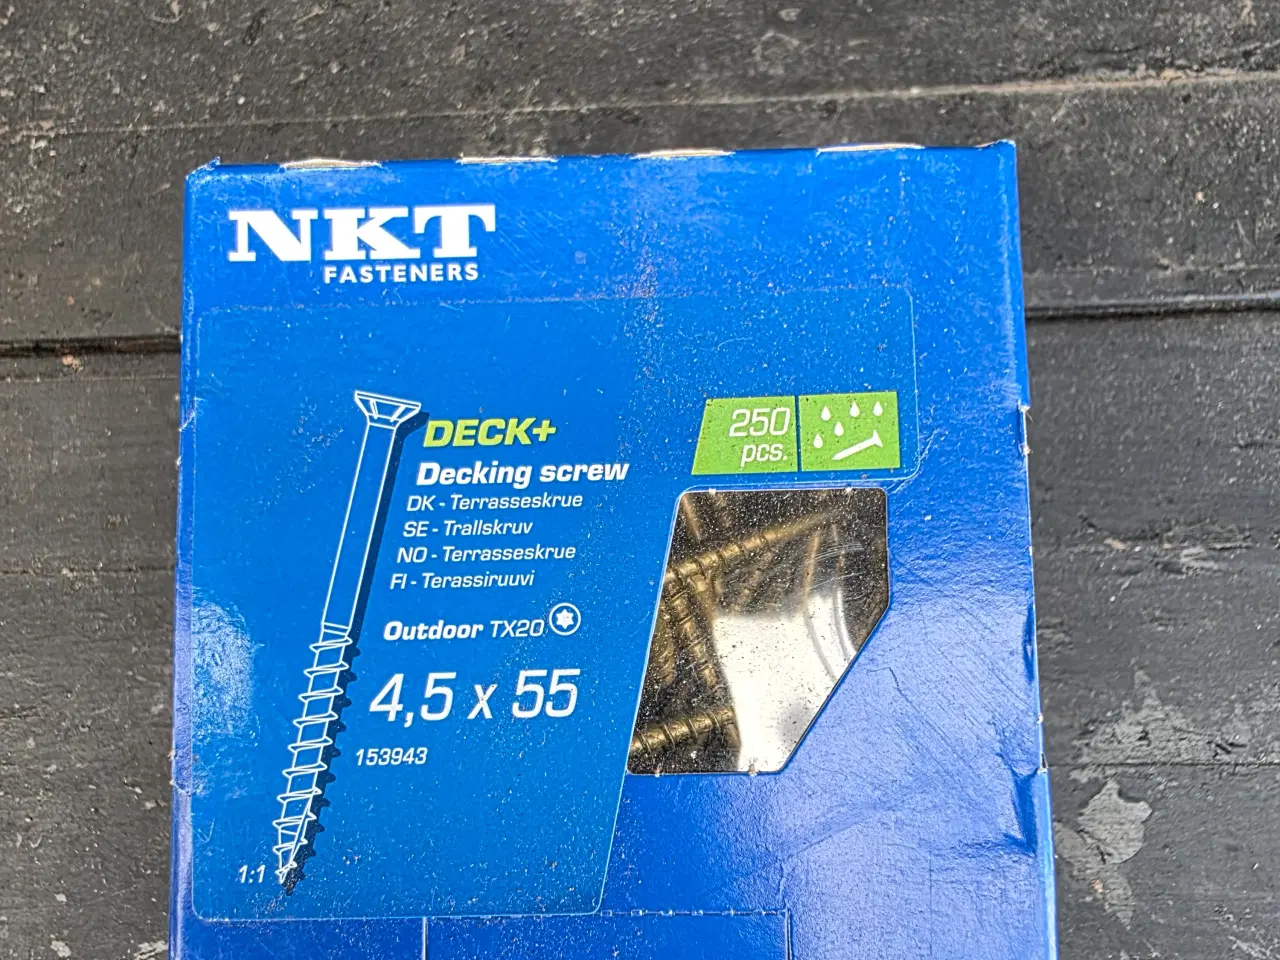 NKT
FASTENERS
DECK+
Decking screw
DK - Terrasseskrue
SE - Trallskruv
NO - Terrasseskrue
FI - Terassiruuvi
Outdoor TX20
4,5 x 55
153943
1:1
250
pcs.